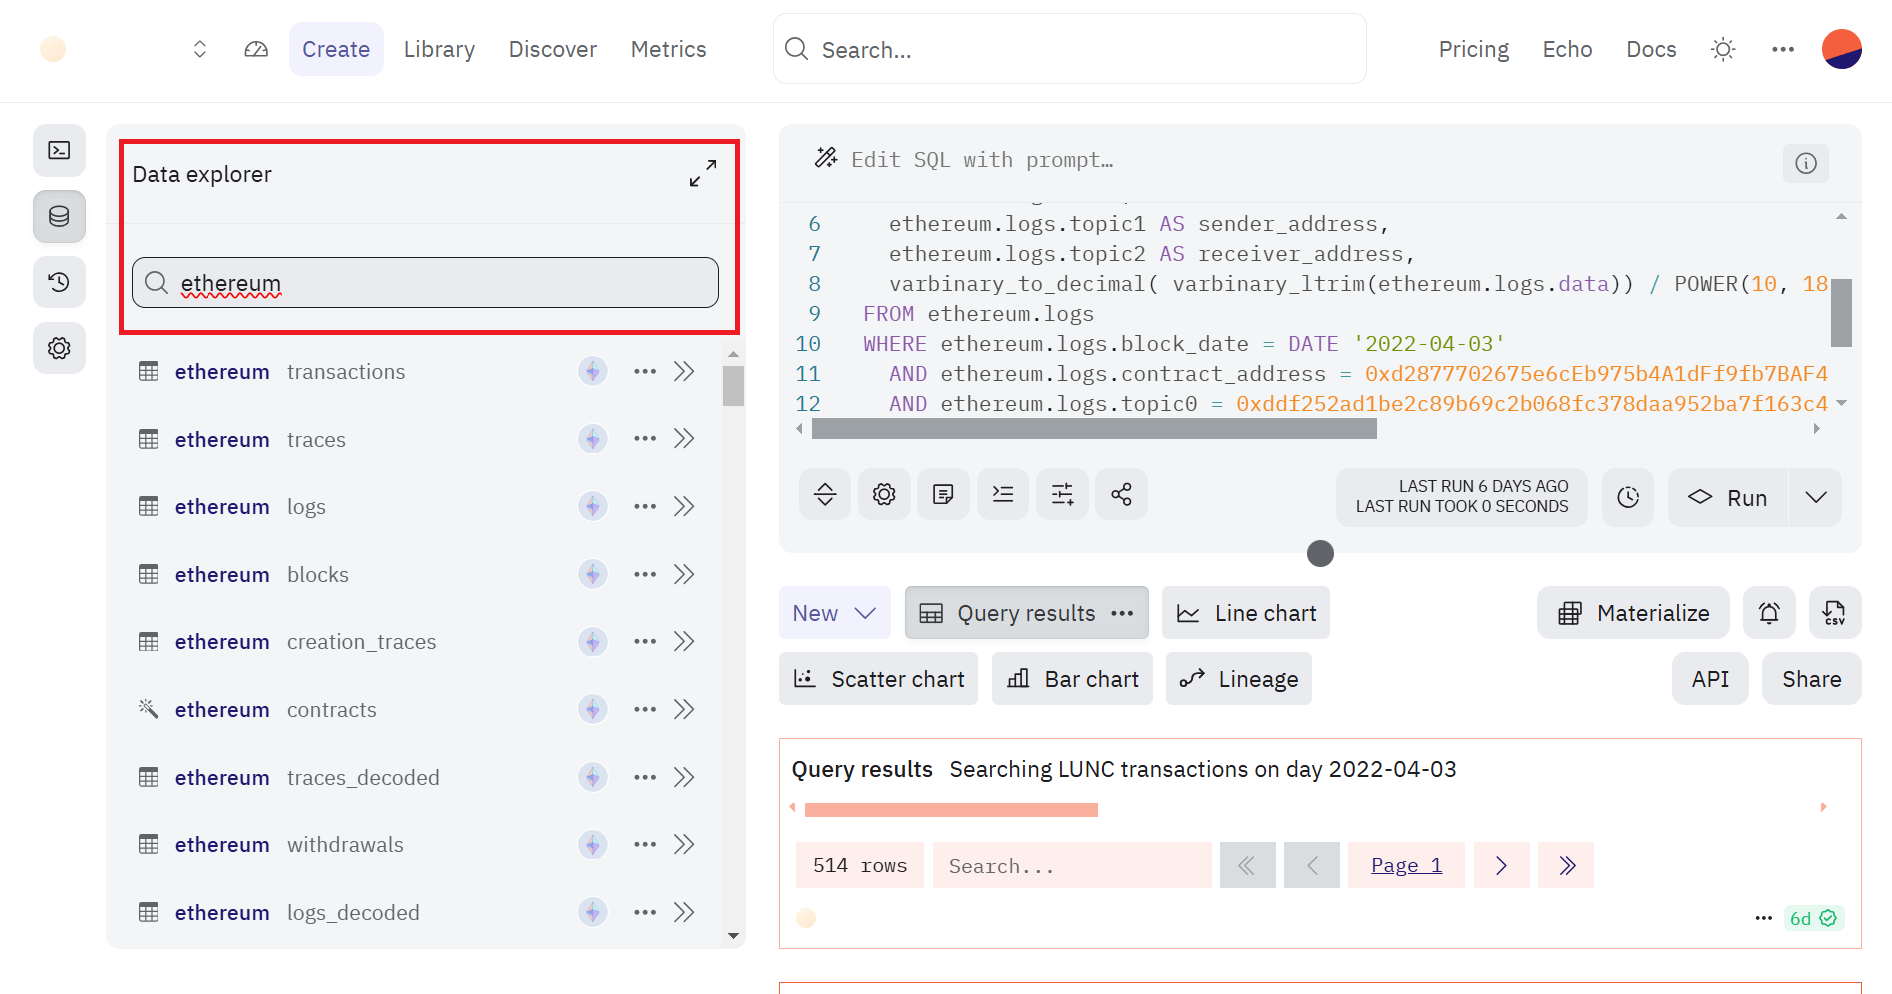 Create Library Discover Metrics Search... Pricing Echo Docs
Data explorer
ethereum
ethereum transactions
ethereum traces
ethereum logs
ethereum blocks
ethereum creation_traces
ethereum contracts
ethereum traces_decoded
ethereum withdrawals
ethereum logs_decoded
Edit SQL with prompt…
6 ethereum.logs.topic1 AS sender_address,
7 ethereum.logs.topic2 AS receiver_address,
8 varbinary_to_decimal( varbinary_ltrim(ethereum.logs.data)) / POWER(10, 18
9 FROM ethereum.logs
10 WHERE ethereum.logs.block_date = DATE '2022-04-03'
11 AND ethereum.logs.contract_address = 0xd2877702675e6cEb975b4A1dFf9fb7BAF4
12 AND ethereum.logs.topic0 = 0xddf252ad1be2c89b69c2b068fc378daa952ba7f163c4
LAST RUN 6 DAYS AGO
LAST RUN TOOK 0 SECONDS
Run
New Query results Line chart Materialize CSV
Scatter chart Bar chart Lineage API Share
Query results Searching LUNC transactions on day 2022-04-03
514 rows Search... Page 1
6d